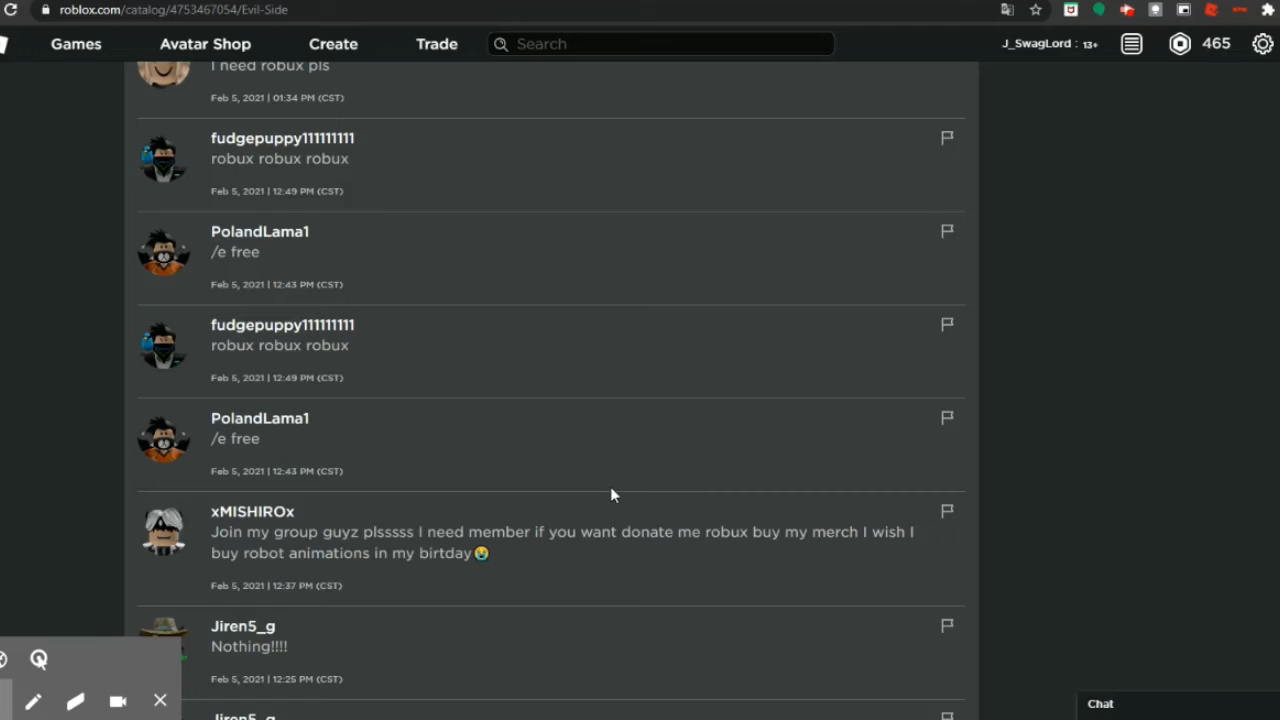 roblox.com/catalog/4753467054/Evil-Side
Games Avatar Shop Create Trade Search J_SwagLord : 13+ 465
I need robux pls
Feb 5, 2021 | 01:34 PM (CST)
fudgepuppy111111111
robux robux robux
Feb 5, 2021 | 12:49 PM (CST)
PolandLama1
/e free
Feb 5, 2021 | 12:43 PM (CST)
fudgepuppy111111111
robux robux robux
Feb 5, 2021 | 12:49 PM (CST)
PolandLama1
/e free
Feb 5, 2021 | 12:43 PM (CST)
xMISHIROx
Join my group guyz plsssss I need member if you want donate me robux buy my merch I wish I
buy robot animations in my birtday😭
Feb 5, 2021 | 12:37 PM (CST)
Jiren5_g
Nothing!!!!
Feb 5, 2021 | 12:25 PM (CST)
Jiren5_g
Chat